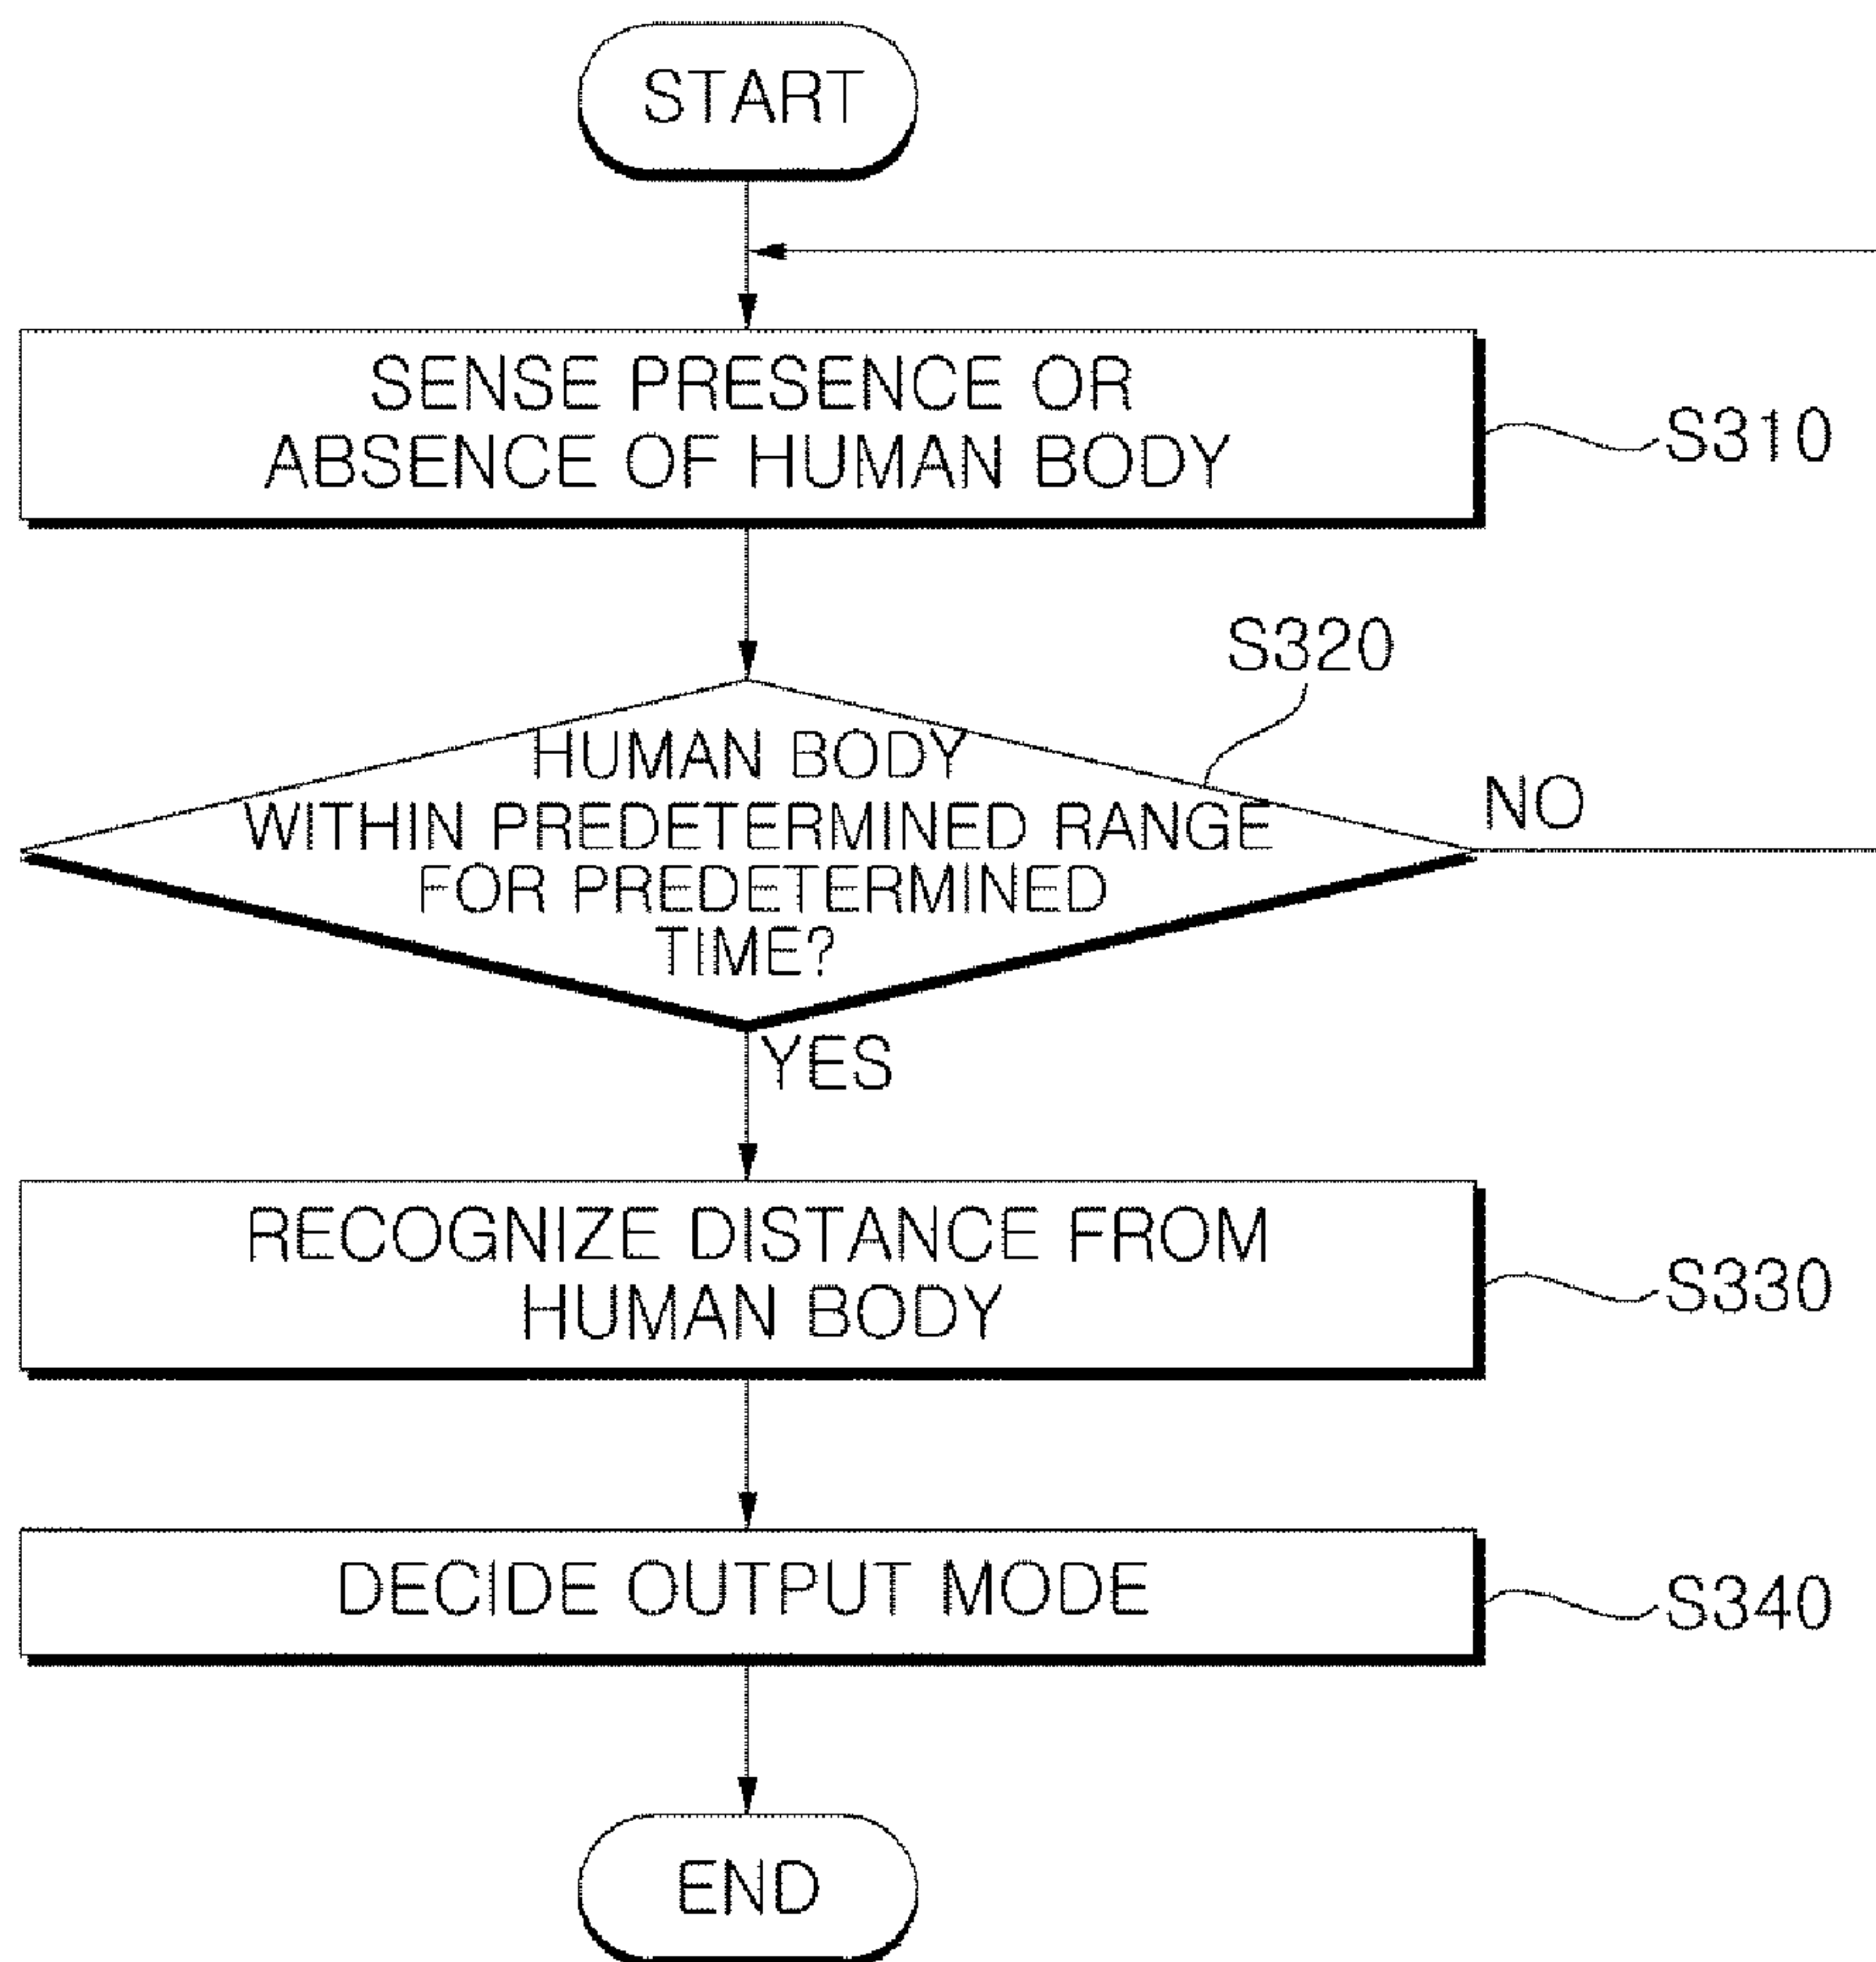 START
SENSE PRESENCE OR
ABSENCE OF HUMAN BODY
S310
S320
HUMAN BODY
WITHIN PREDETERMINED RANGE
FOR PREDETERMINED
TIME?
NO
YES
RECOGNIZE DISTANCE FROM
HUMAN BODY
S330
DECIDE OUTPUT MODE
S340
END